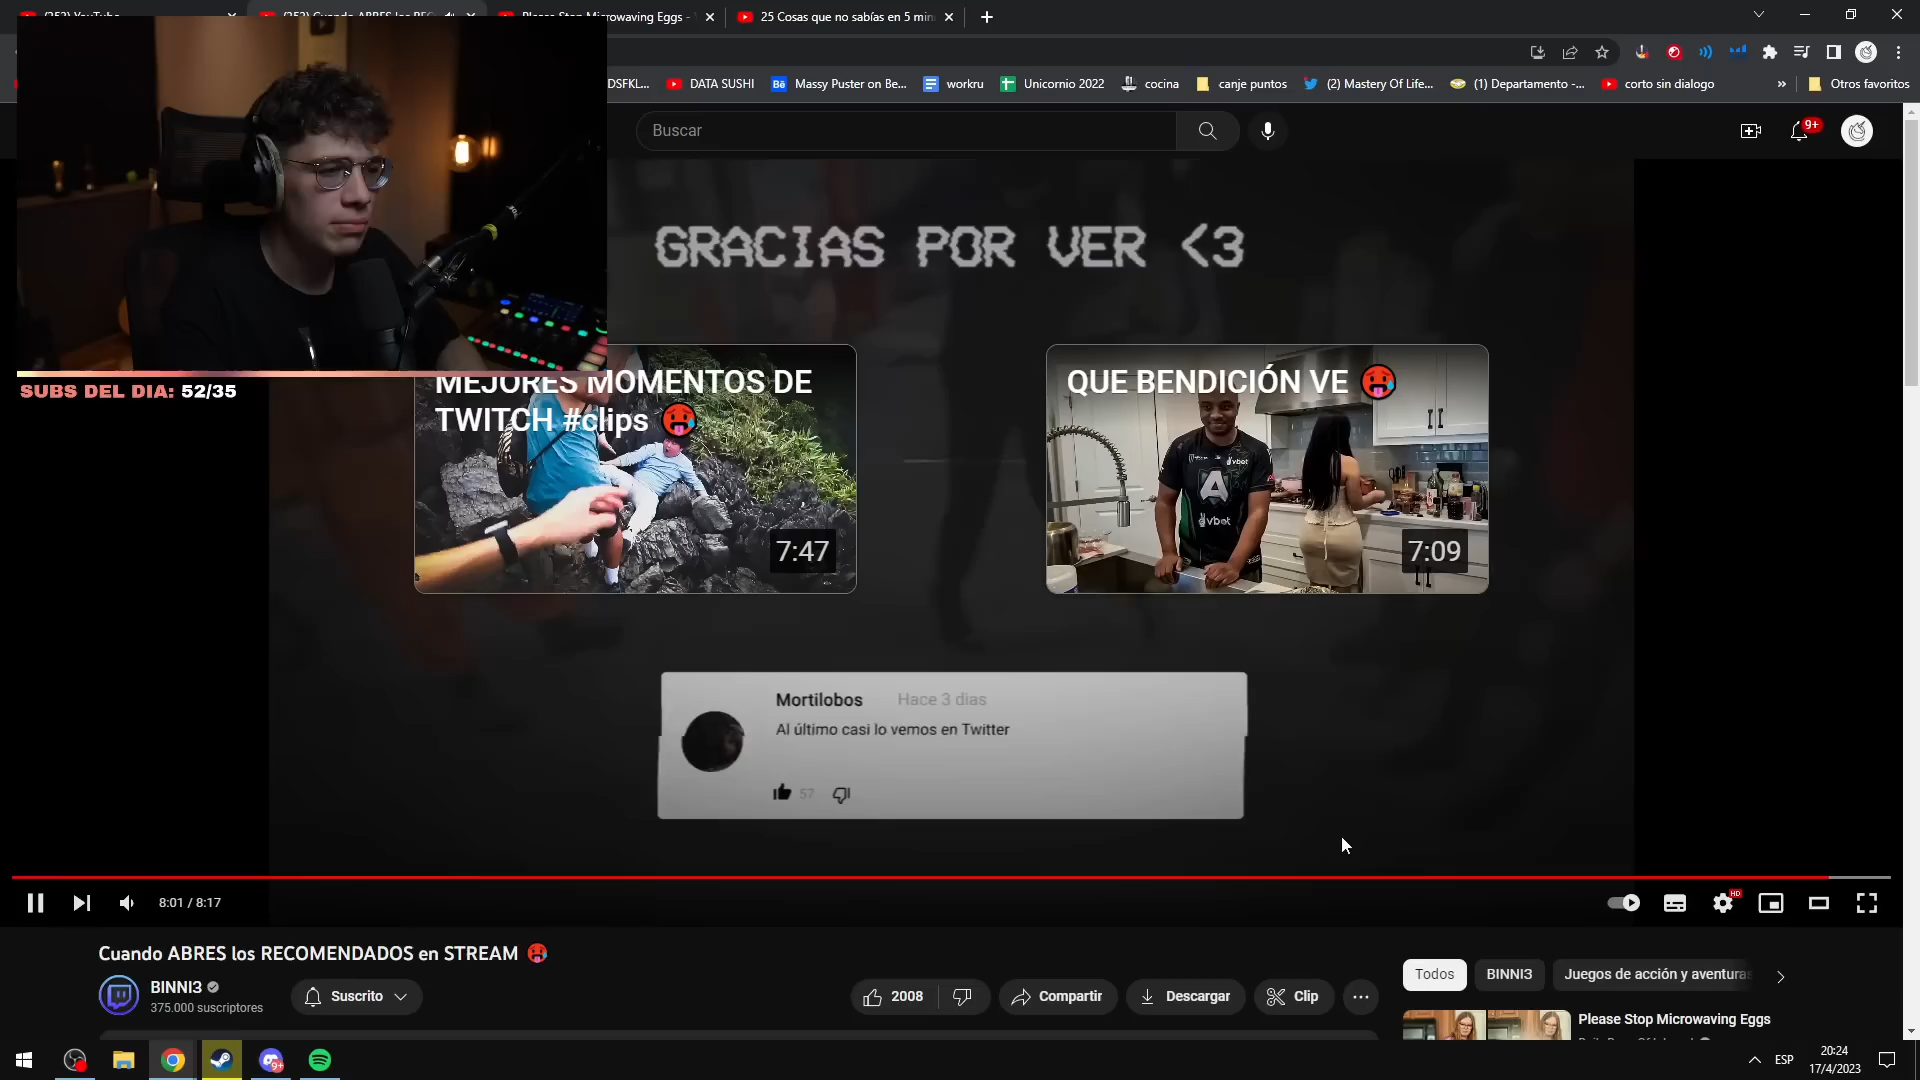 Please Stop Microwaving Eggs -
25 Cosas que no sabías en 5 min
DSFKL...
DATA SUSHI
Bē Massy Puster on Be...
workru
Unicornio 2022
cocina
canje puntos
(2) Mastery Of Life...
(1) Departamento -...
corto sin dialogo
»
Otros favoritos
Buscar
9+
GRACIAS POR VER <3
SUBS DEL DIA: 52/35
MEJORES MOMENTOS DE
TWITCH #clips 🥵
7:47
QUE BENDICIÓN VE 🥵
A
vbet
7:09
Mortilobos Hace 3 dias
Al último casi lo vemos en Twitter
57
8:01 / 8:17
HD
Cuando ABRES los RECOMENDADOS en STREAM 🥵
BINNI3
375.000 suscriptores
Suscrito
2008
Compartir
Descargar
Clip
Todos
BINNI3
Juegos de acción y aventuras
Please Stop Microwaving Eggs
9+
ESP
20:24
17/4/2023